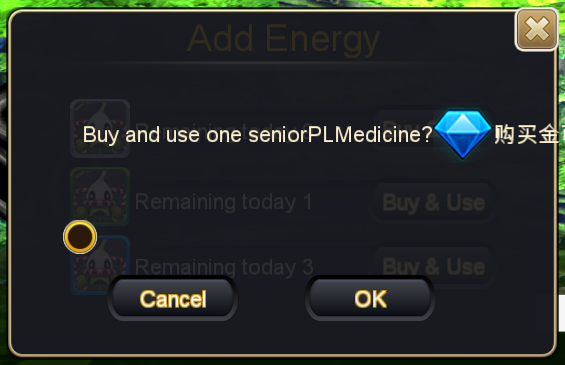 Add Energy
Buy and use one seniorPLMedicine? 购买金
Remaining today 1
Buy & Use
Remaining today 3
Buy & Use
Cancel
OK